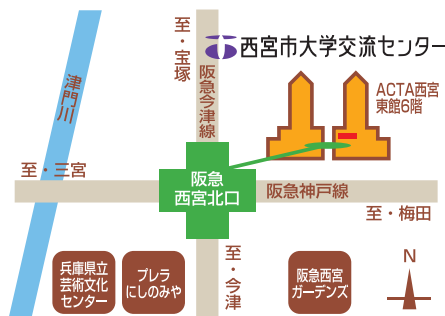 至・宝塚
西宮市大学交流センター
阪急今津線
津門川
ACTA西宮
東館6階
至・三宮
阪急
西宮北口
阪急神戸線
至・梅田
至・今津
兵庫県立
芸術文化
センター
プレラ
にしのみや
阪急西宮
ガーデンズ
N